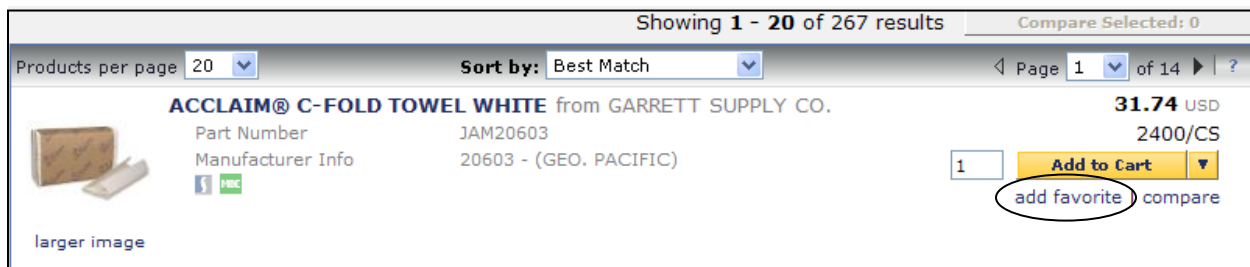 Showing 1 - 20 of 267 results Compare Selected: 0
Products per page 20 Sort by: Best Match Page 1 of 14 ?
ACCLAIM® C-FOLD TOWEL WHITE from GARRETT SUPPLY CO. 31.74 USD
Part Number JAM20603 2400/CS
Manufacturer Info 20603 - (GEO. PACIFIC) 1 Add to Cart
S MBC
add favorite | compare
larger image